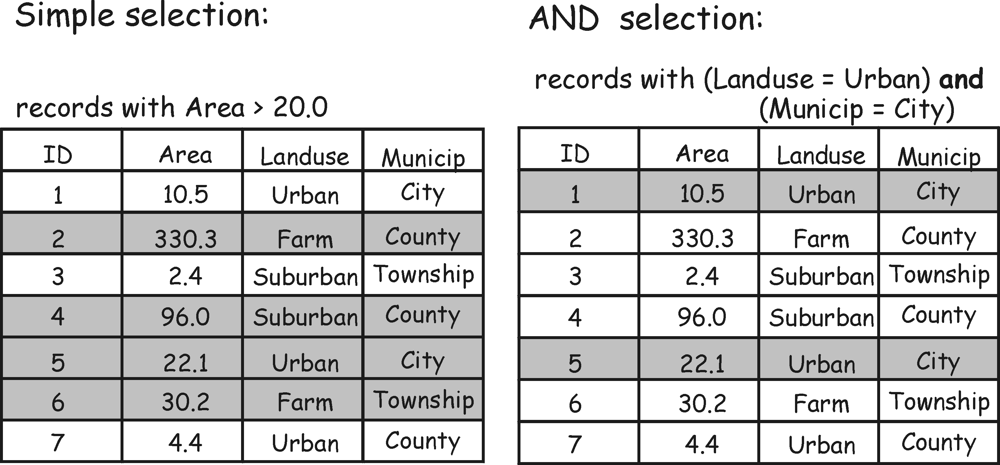 Simple selection:
records with Area > 20.0
ID Area Landuse Municip
1 10.5 Urban City
2 330.3 Farm County
3 2.4 Suburban Township
4 96.0 Suburban County
5 22.1 Urban City
6 30.2 Farm Township
7 4.4 Urban County
AND selection:
records with (Landuse = Urban) and
(Municip = City)
ID Area Landuse Municip
1 10.5 Urban City
2 330.3 Farm County
3 2.4 Suburban Township
4 96.0 Suburban County
5 22.1 Urban City
6 30.2 Farm Township
7 4.4 Urban County